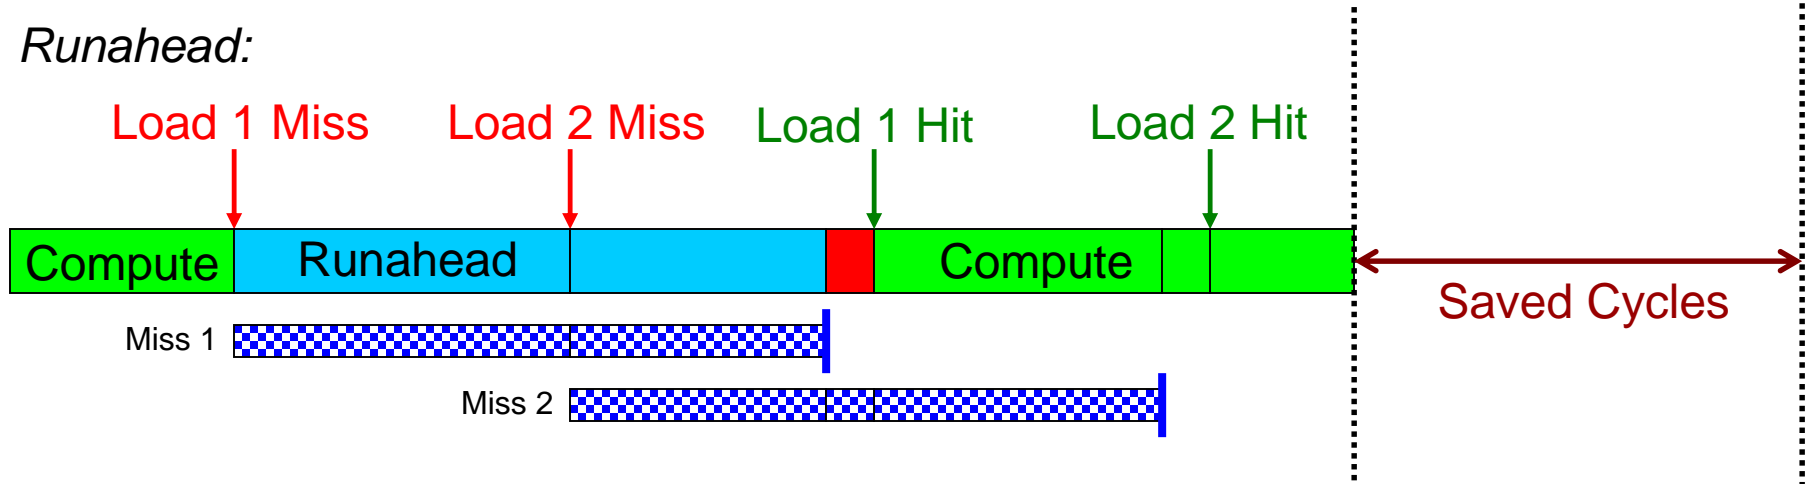 Runahead:
Load 1 Miss
Load 2 Miss
Load 1 Hit
Load 2 Hit
Compute
Runahead
Compute
Saved Cycles
Miss 1
Miss 2